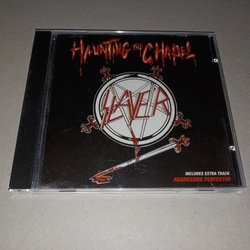 HAUNTING THE CHAPEL
SLAYER
INCLUDES EXTRA TRACK
AGGRESSIVE PERFECTOR